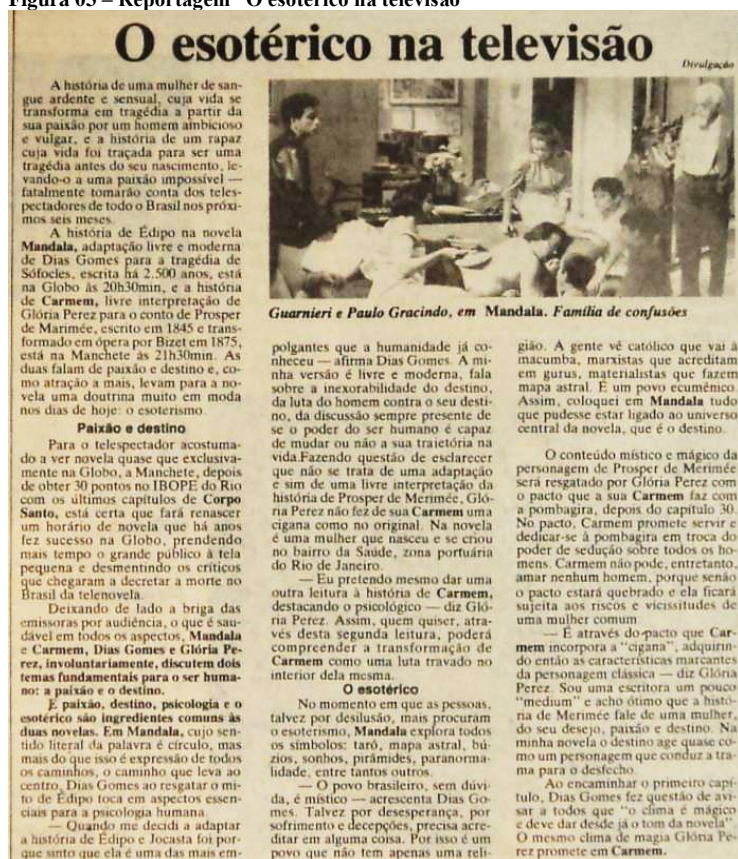 Figura 05 – Reportagem "O esotérico na televisão"
O esotérico na televisão
Divulgação
A história de uma mulher de san-
gue ardente e sensual, cuja vida se
transforma em tragédia a partir da
sua paixão por um homem ambicioso
e vulgar, e a história de um rapaz
cuja vida foi traçada para ser uma
tragédia antes do seu nascimento, le-
vando-o a uma paixão impossível —
fatalmente tomarão conta dos teles-
pectadores de todo o Brasil nos próxi-
mos seis meses.
A história de Édipo na novela
Mandala, adaptação livre e moderna
de Dias Gomes para a tragédia de
Sófocles, escrita há 2.500 anos, está
na Globo às 20h30min, e a história
de Carmem, livre interpretação de
Glória Perez para o conto de Prosper
de Marimée, escrito em 1845 e trans-
formado em ópera por Bizet em 1875,
está na Manchete às 21h30min. As
duas falam de paixão e destino e, co-
mo atração a mais, levam para a no-
vela uma doutrina muito em moda
nos dias de hoje: o esoterismo.
Paixão e destino
Para o telespectador acostuma-
do a ver novela quase que exclusiva-
mente na Globo, a Manchete, depois
de obter 30 pontos no IBOPE do Rio
com os últimos capítulos de Corpo
Santo, está certa que fará renascer
um horário de novela que há anos
fez sucesso na Globo, prendendo
mais tempo o grande público à tela
pequena e desmentindo os críticos
que chegaram a decretar a morte no
Brasil da telenovela.
Deixando de lado a briga das
emissoras por audiência, o que é sau-
dável em todos os aspectos, Mandala
e Carmem, Dias Gomes e Glória Pe-
rez, involuntariamente, discutem dois
temas fundamentais para o ser huma-
no: a paixão e o destino.
E paixão, destino, psicologia e o
esotérico são ingredientes comuns às
duas novelas. Em Mandala, cujo sen-
tido literal da palavra é círculo, mas
mais do que isso é expressão de todos
os caminhos, o caminho que leva ao
centro, Dias Gomes ao resgatar o mi-
to de Édipo toca em aspectos essen-
ciais para a psicologia humana.
— Quando me decidi a adaptar
a história de Édipo e Jocasta foi por-
que sinto que ela é uma das mais em-
Guarnieri e Paulo Gracindo, em Mandala. Família de confusões
polgantes que a humanidade já co-
nheceu — afirma Dias Gomes. A mi-
nha versão é livre e moderna, fala
sobre a inexorabilidade do destino,
da luta do homem contra o seu desti-
no, da discussão sempre presente de
se o poder do ser humano é capaz
de mudar ou não a sua trajetória na
vida.Fazendo questão de esclarecer
que não se trata de uma adaptação
e sim de uma livre interpretação da
história de Prosper de Merimée, Gló-
ria Perez não fez de sua Carmem uma
cigana como no original. Na novela
é uma mulher que nasceu e se criou
no bairro da Saúde, zona portuária
do Rio de Janeiro.
— Eu pretendo mesmo dar uma
outra leitura à história de Carmem,
destacando o psicológico — diz Gló-
ria Perez. Assim, quem quiser, atra-
vés desta segunda leitura, poderá
compreender a transformação de
Carmem como uma luta travado no
interior dela mesma.
O esotérico
No momento em que as pessoas,
talvez por desilusão, mais procuram
o esoterismo, Mandala explora todos
os símbolos: tarô, mapa astral, bú-
zios, sonhos, pirâmides, paranorma-
lidade, entre tantos outros.
— O povo brasileiro, sem dúvi-
da, é místico — acrescenta Dias Go-
mes. Talvez por desesperança, por
sofrimento e decepções, precisa acre-
ditar em alguma coisa. Por isso é um
povo que não tem apenas uma reli-
gião. A gente vê católico que vai à
macumba, marxistas que acreditam
em gurus, materialistas que fazem
mapa astral. É um povo ecumênico.
Assim, coloquei em Mandala tudo
que pudesse estar ligado ao universo
central da novela, que é o destino.
O conteúdo místico e mágico da
personagem de Prosper de Merimée
será resgatado por Glória Perez com
o pacto que a sua Carmem faz com
a pombagira, depois do capítulo 30.
No pacto, Carmem promete servir e
dedicar-se à pombagira em troca do
poder de sedução sobre todos os ho-
mens. Carmem não pode, entretanto,
amar nenhum homem, porque senão
o pacto estará quebrado e ela ficará
sujeita aos riscos e vicissitudes de
uma mulher comum.
— É através do pacto que Car-
mem incorpora a "cigana", adquirin-
do então as características marcantes
da personagem clássica — diz Glória
Perez. Sou uma escritora um pouco
"medium" e acho ótimo que a histó-
ria de Merimée fale de uma mulher,
do seu desejo, paixão e destino. Na
minha novela o destino age quase co-
mo um personagem que conduz a tra-
ma para o desfecho.
Ao encaminhar o primeiro capí-
tulo, Dias Gomes fez questão de avi-
sar a todos que "o clima é mágico
e deve dar desde já o tom da novela".
O mesmo clima de magia Glória Pe-
rez promete em Carmem.